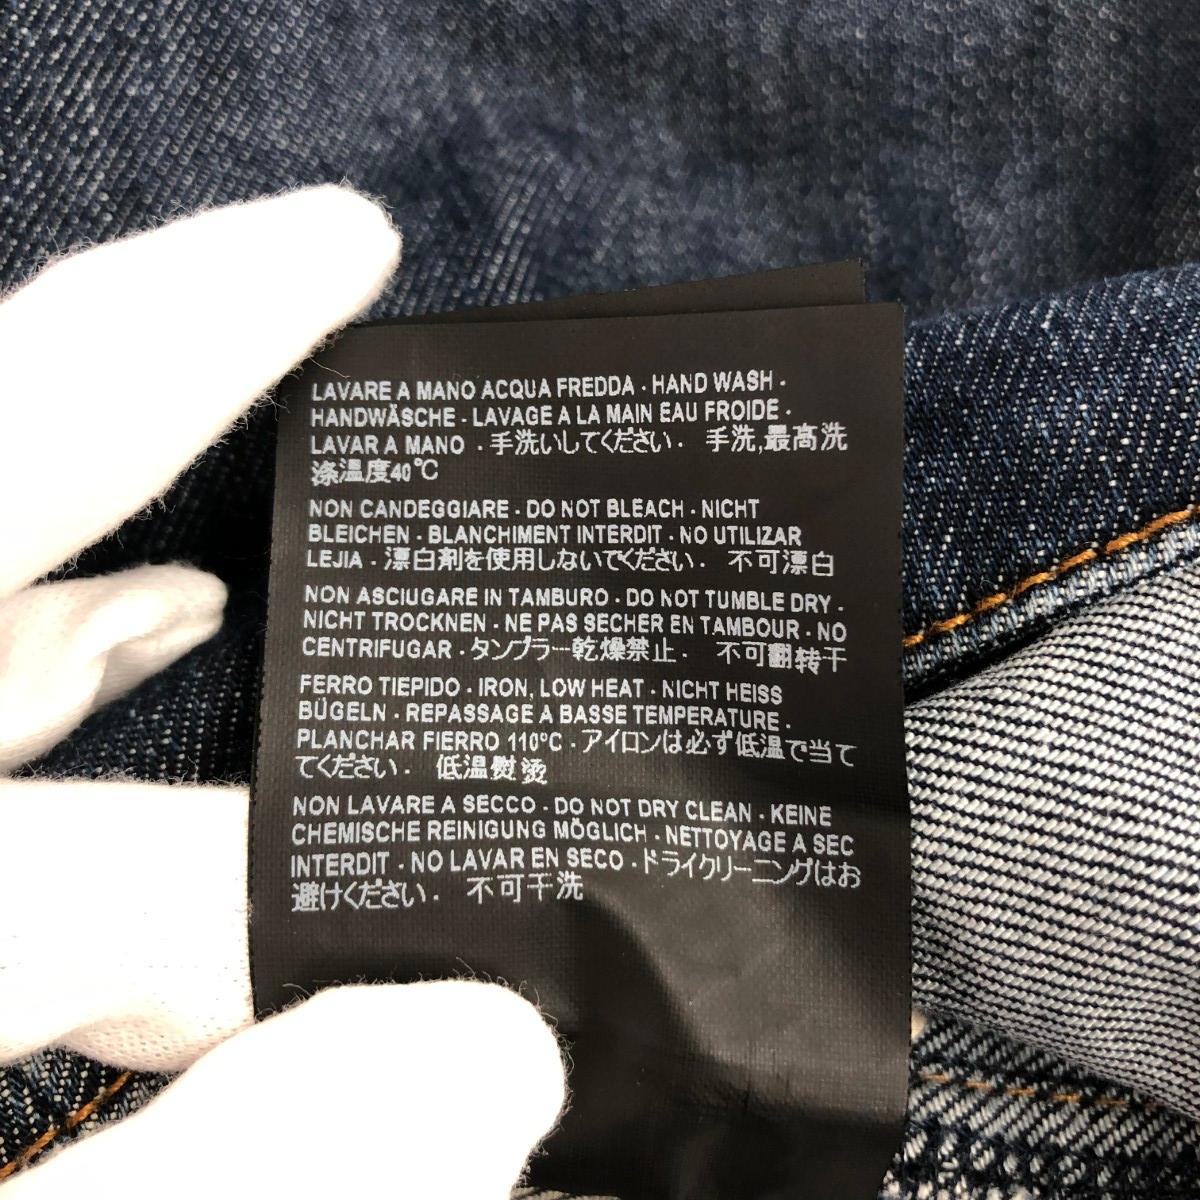 LAVARE A MANO ACQUA FREDDA - HAND WASH -
HANDWÄSCHE - LAVAGE A LA MAIN EAU FROIDE -
LAVAR A MANO - 手洗いしてください. 手洗,最高洗
涤温度40℃
NON CANDEGGIARE - DO NOT BLEACH - NICHT
BLEICHEN - BLANCHIMENT INTERDIT - NO UTILIZAR
LEJIA - 漂白剤を使用しないでください. 不可漂白
NON ASCIUGARE IN TAMBURO - DO NOT TUMBLE DRY -
NICHT TROCKNEN - NE PAS SECHER EN TAMBOUR - NO
CENTRIFUGAR - タンブラー乾燥禁止. 不可翻转干
FERRO TIEPIDO - IRON, LOW HEAT - NICHT HEISS
BÜGELN - REPASSAGE A BASSE TEMPERATURE -
PLANCHAR FIERRO 110°C - アイロンは必ず低温で当て
てください. 低温熨烫
NON LAVARE A SECCO - DO NOT DRY CLEAN - KEINE
CHEMISCHE REINIGUNG MÖGLICH - NETTOYAGE A SEC
INTERDIT - NO LAVAR EN SECO - ドライクリーニングはお
避けください. 不可干洗